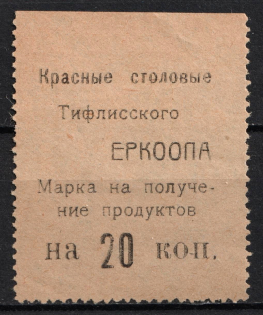 Красные столовые
Тифлисского
ЕРКООПА
Марка на получе-
ние продуктов
на 20 коп.